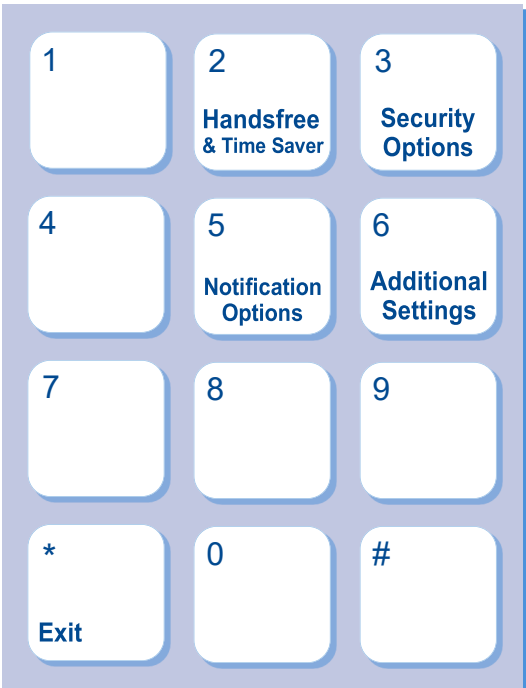 1
2
Handsfree
& Time Saver
3
Security
Options
4
5
Notification
Options
6
Additional
Settings
7
8
9
*
Exit
0
#